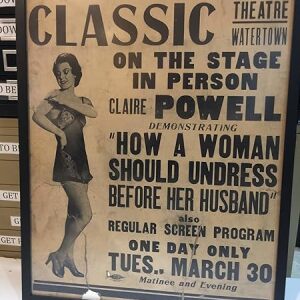 CLASSIC
THEATRE
WATERTOWN
ON THE STAGE
IN PERSON
CLAIRE POWELL
DEMONSTRATING
"HOW A WOMAN
SHOULD UNDRESS
BEFORE HER HUSBAND"
also
REGULAR SCREEN PROGRAM
ONE DAY ONLY
TUES., MARCH 30
Matinee and Evening